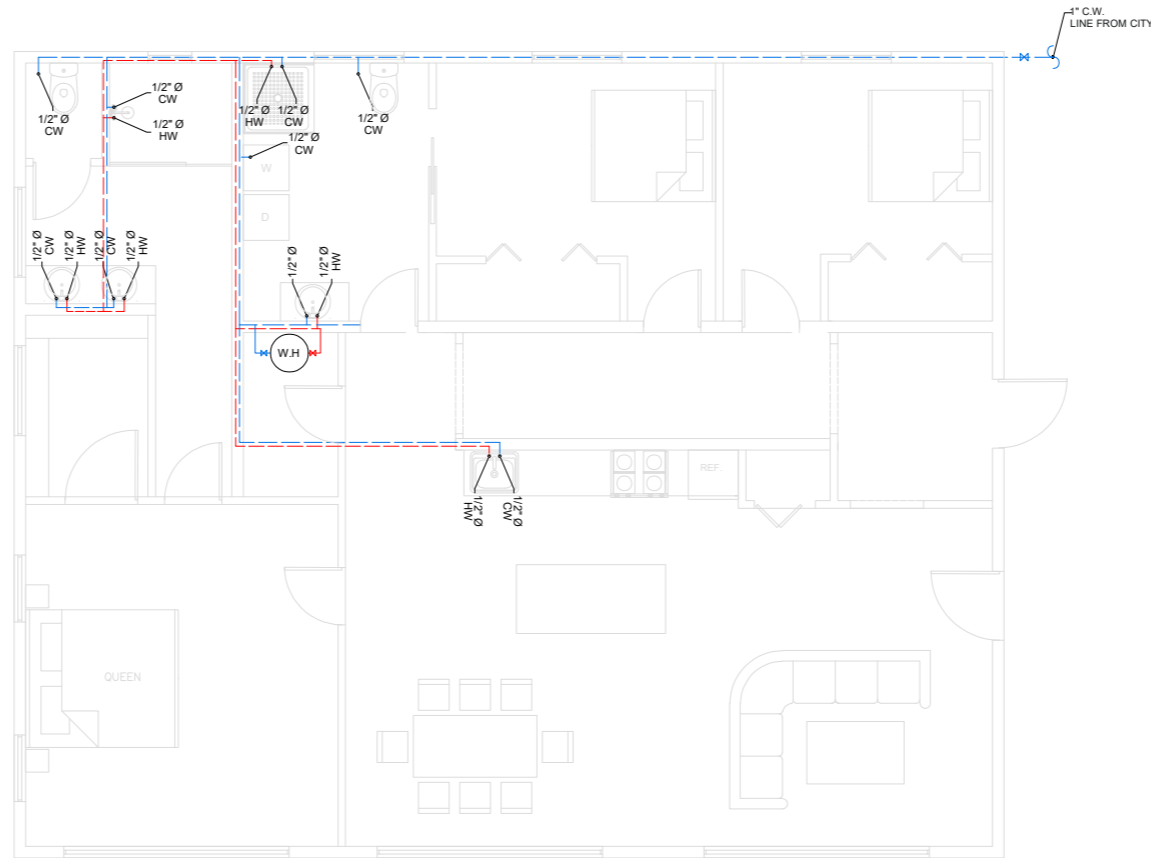 1" C.W.
LINE FROM CITY
1/2" Ø
CW
1/2" Ø
CW
1/2" Ø
HW
1/2" Ø
HW
1/2" Ø
CW
1/2" Ø
CW
1/2" Ø
CW
W
D
1/2" Ø
CW
1/2" Ø
HW
1/2" Ø
CW
1/2" Ø
HW
1/2" Ø
1/2" Ø
HW
W.H
REF.
1/2" Ø
HW
1/2" Ø
CW
QUEEN